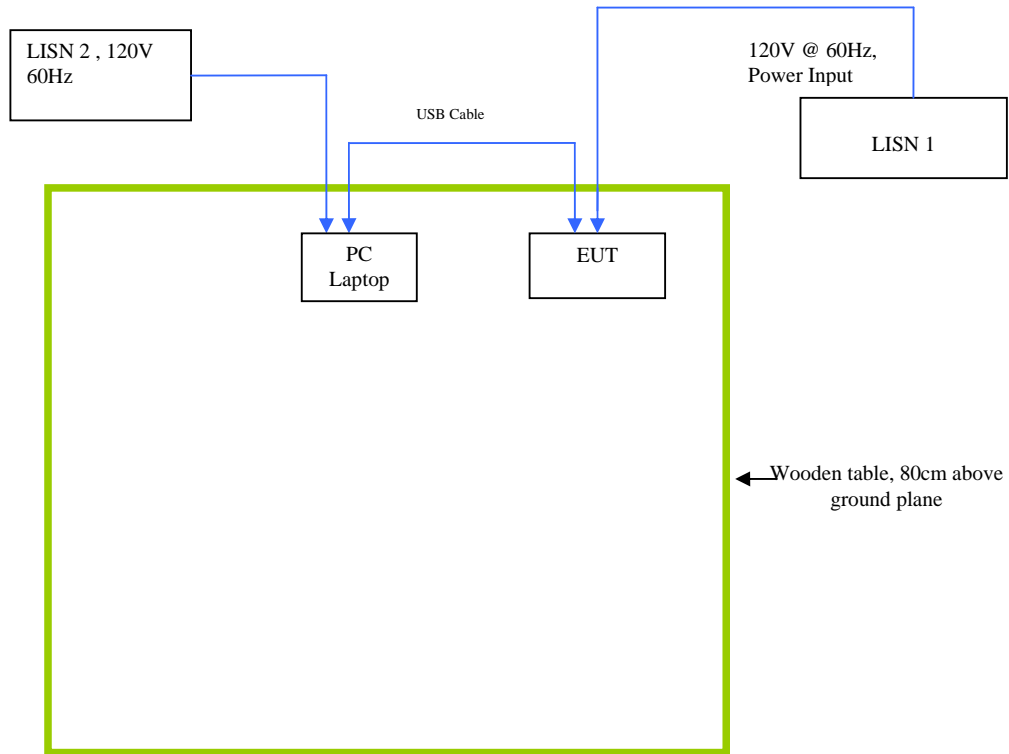 LISN 2 , 120V
60Hz
120V @ 60Hz,
Power Input
USB Cable
LISN 1
PC
Laptop
EUT
Wooden table, 80cm above
ground plane